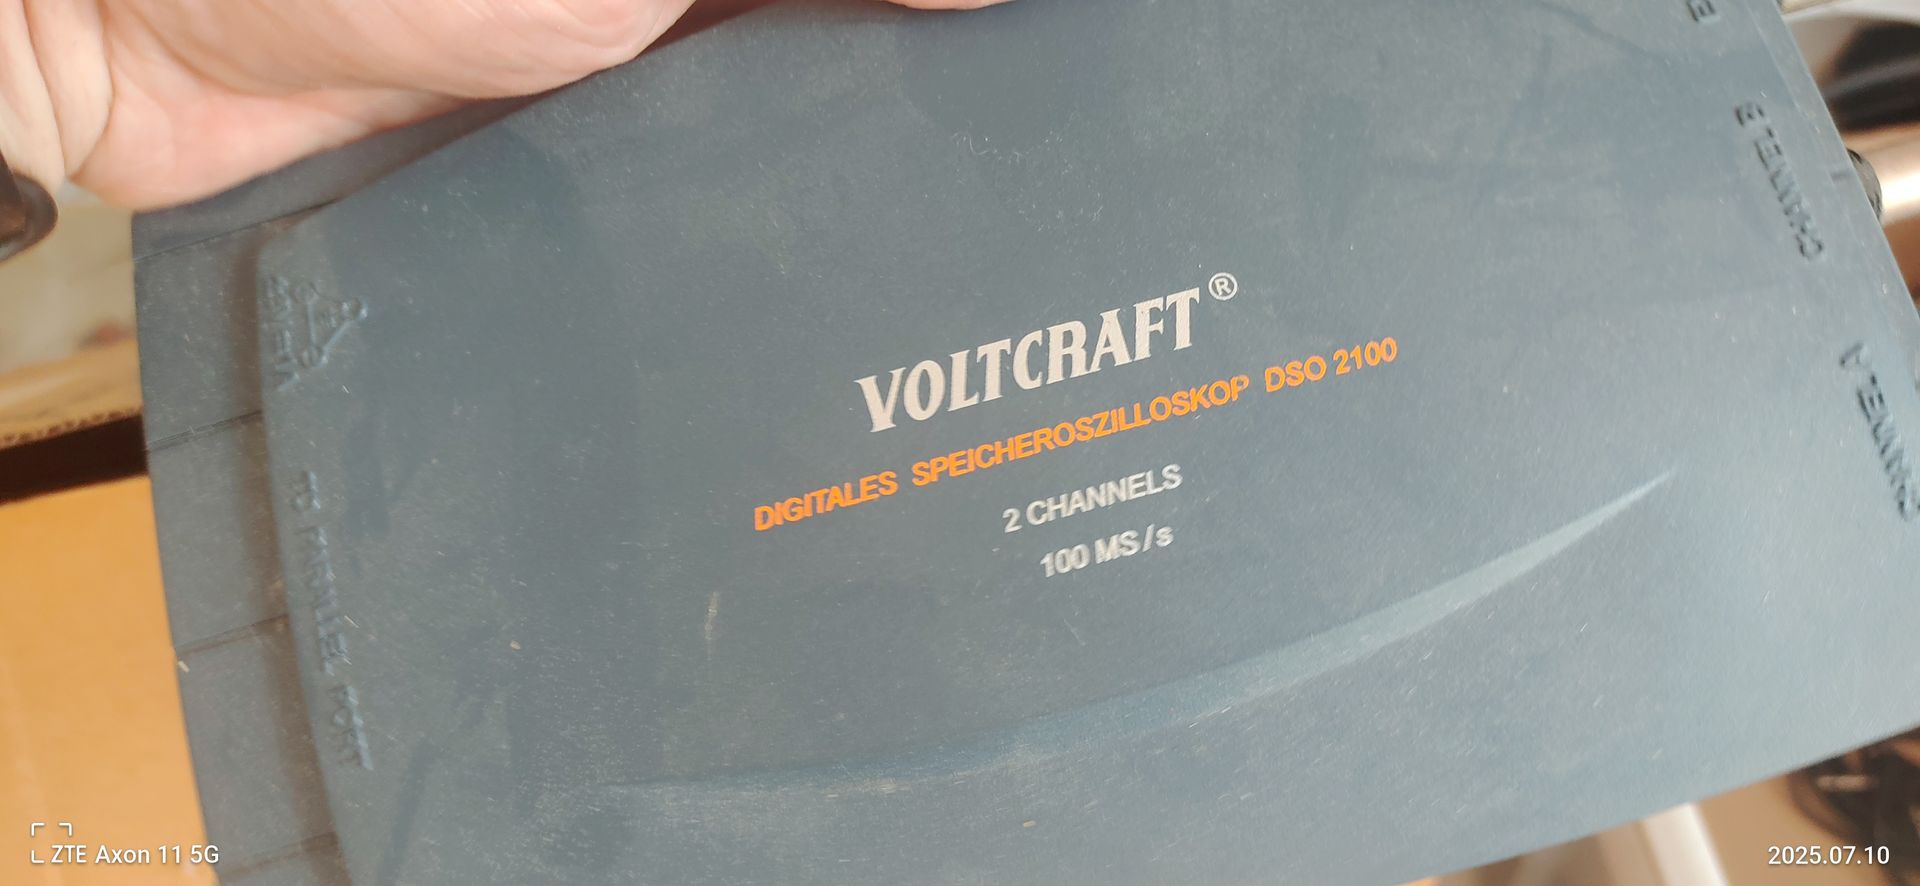 VOLTCRAFT®
DIGITALES SPEICHEROSZILLOSKOP DSO 2100
2 CHANNELS
100 MS/s
CHANNEL B
CHANNEL A
TO PARALLEL PORT
ZTE Axon 11 5G
2025.07.10